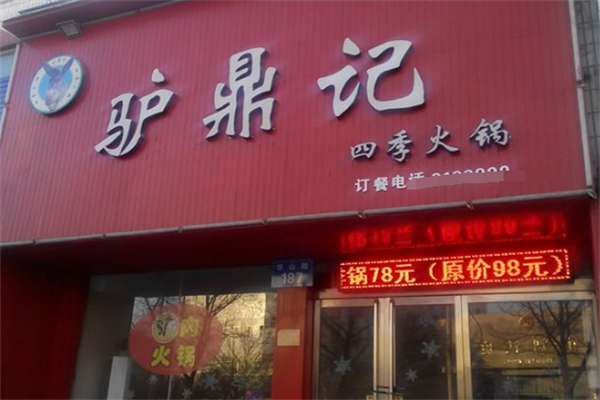 驴鼎记
四季火锅
订餐电话
锅78元（原价98元）
187
驴肉
火锅